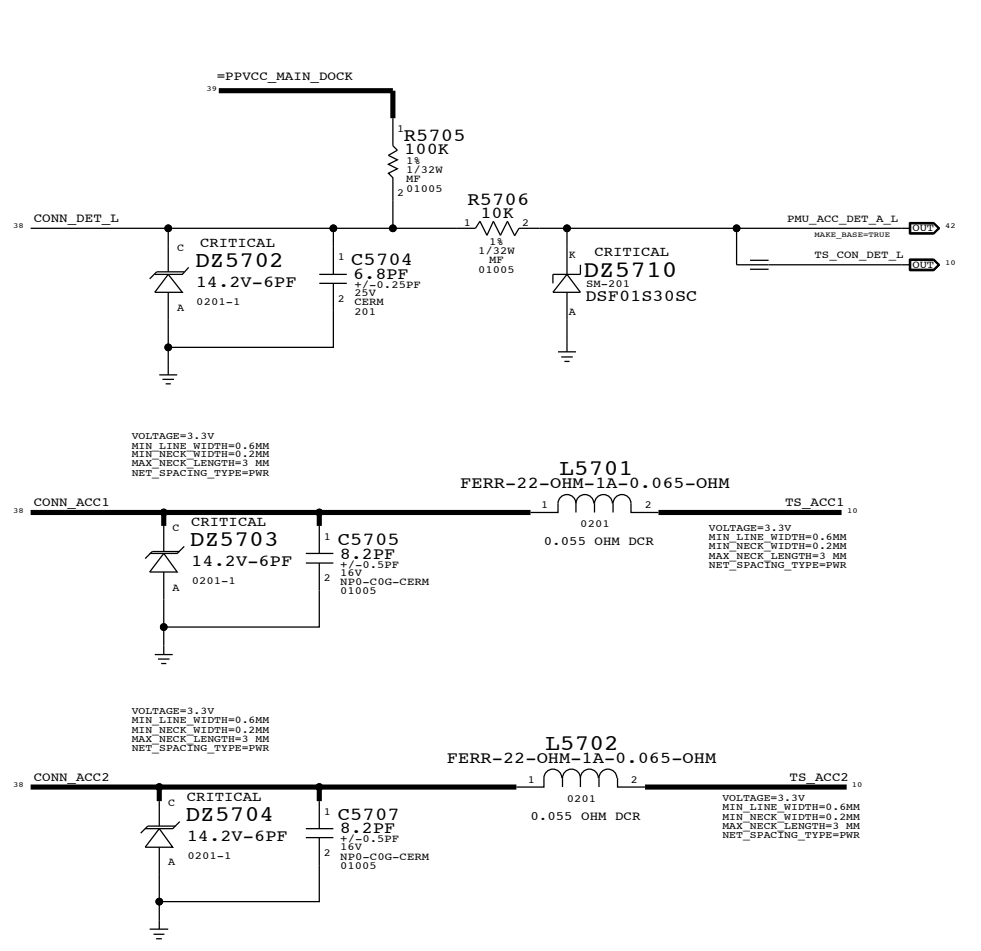 =PPVCC_MAIN_DOCK
39
1
R5705
100K
1%
1/32W
MF
2
01005
38
CONN_DET_L
R5706
1
10K
2
1%
1/32W
MF
01005
PMU_ACC_DET_A_L
OUT
42
MAKE_BASE=TRUE
TS_CON_DET_L
OUT
10
C
CRITICAL
DZ5702
14.2V-6PF
0201-1
A
1
C5704
6.8PF
+/-0.25PF
25V
2
CERM
201
K
CRITICAL
DZ5710
SM-201
DSF01S30SC
A
VOLTAGE=3.3V
MIN_LINE_WIDTH=0.6MM
MIN_NECK_WIDTH=0.2MM
MAX_NECK_LENGTH=3 MM
NET_SPACING_TYPE=PWR
38
CONN_ACC1
L5701
FERR-22-OHM-1A-0.065-OHM
1
2
0201
0.055 OHM DCR
TS_ACC1
10
VOLTAGE=3.3V
MIN_LINE_WIDTH=0.6MM
MIN_NECK_WIDTH=0.2MM
MAX_NECK_LENGTH=3 MM
NET_SPACING_TYPE=PWR
C
CRITICAL
DZ5703
14.2V-6PF
0201-1
A
1
C5705
8.2PF
+/-0.5PF
16V
2
NP0-C0G-CERM
01005
VOLTAGE=3.3V
MIN_LINE_WIDTH=0.6MM
MIN_NECK_WIDTH=0.2MM
MAX_NECK_LENGTH=3 MM
NET_SPACING_TYPE=PWR
38
CONN_ACC2
L5702
FERR-22-OHM-1A-0.065-OHM
1
2
0201
0.055 OHM DCR
TS_ACC2
10
VOLTAGE=3.3V
MIN_LINE_WIDTH=0.6MM
MIN_NECK_WIDTH=0.2MM
MAX_NECK_LENGTH=3 MM
NET_SPACING_TYPE=PWR
C
CRITICAL
DZ5704
14.2V-6PF
0201-1
A
1
C5707
8.2PF
+/-0.5PF
16V
2
NP0-C0G-CERM
01005